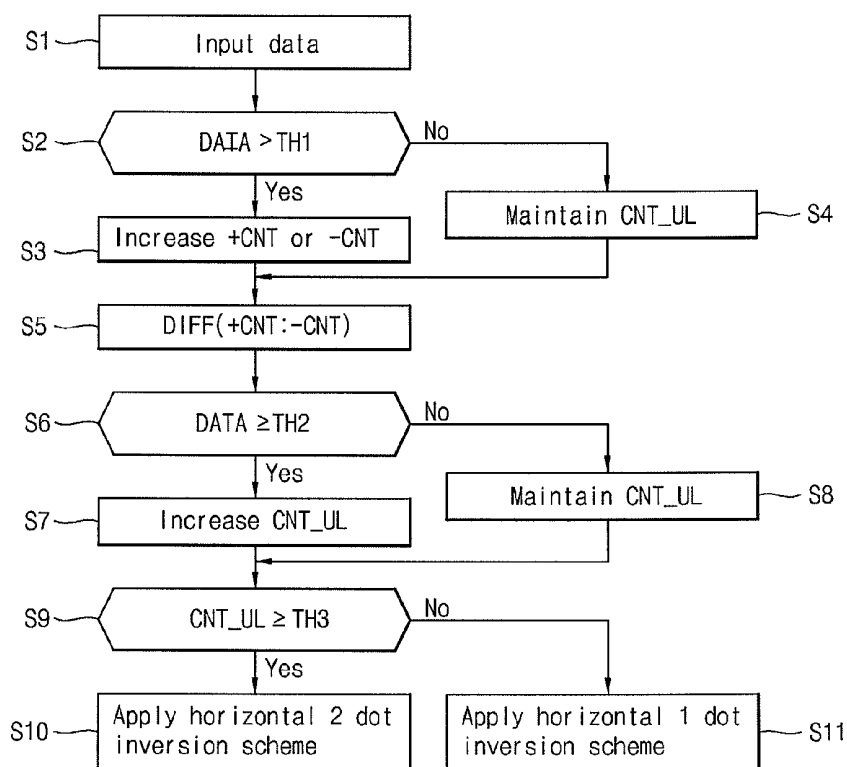 S1
Input data
S2
DATA > TH1
No
Yes
S3
Increase +CNT or -CNT
Maintain CNT_UL
S4
S5
DIFF(+CNT:-CNT)
S6
DATA ≥TH2
No
Yes
S7
Increase CNT_UL
Maintain CNT_UL
S8
S9
CNT_UL ≥ TH3
No
Yes
S10
Apply horizontal 2 dot
inversion scheme
Apply horizontal 1 dot
inversion scheme
S11